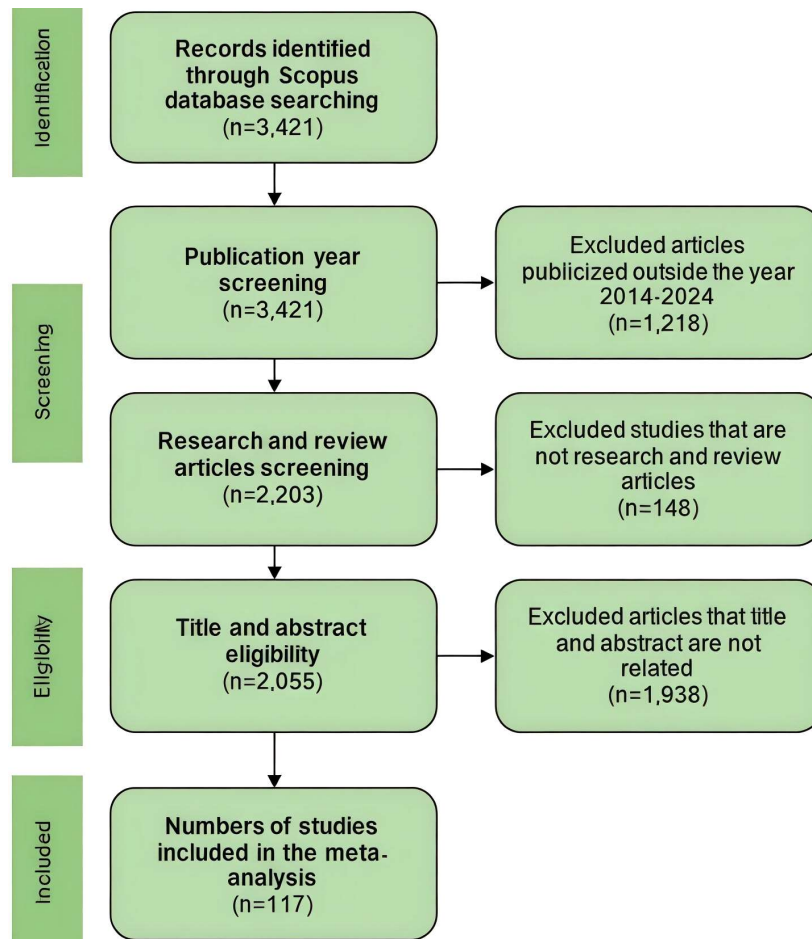 Identification
Records identified
through Scopus
database searching
(n=3,421)
Screening
Publication year
screening
(n=3,421)
Excluded articles
publicized outside the year
2014-2024
(n=1,218)
Research and review
articles screening
(n=2,203)
Excluded studies that are
not research and review
articles
(n=148)
Eligibility
Title and abstract
eligibility
(n=2,055)
Excluded articles that title
and abstract are not
related
(n=1,938)
Included
Numbers of studies
included in the meta-
analysis
(n=117)